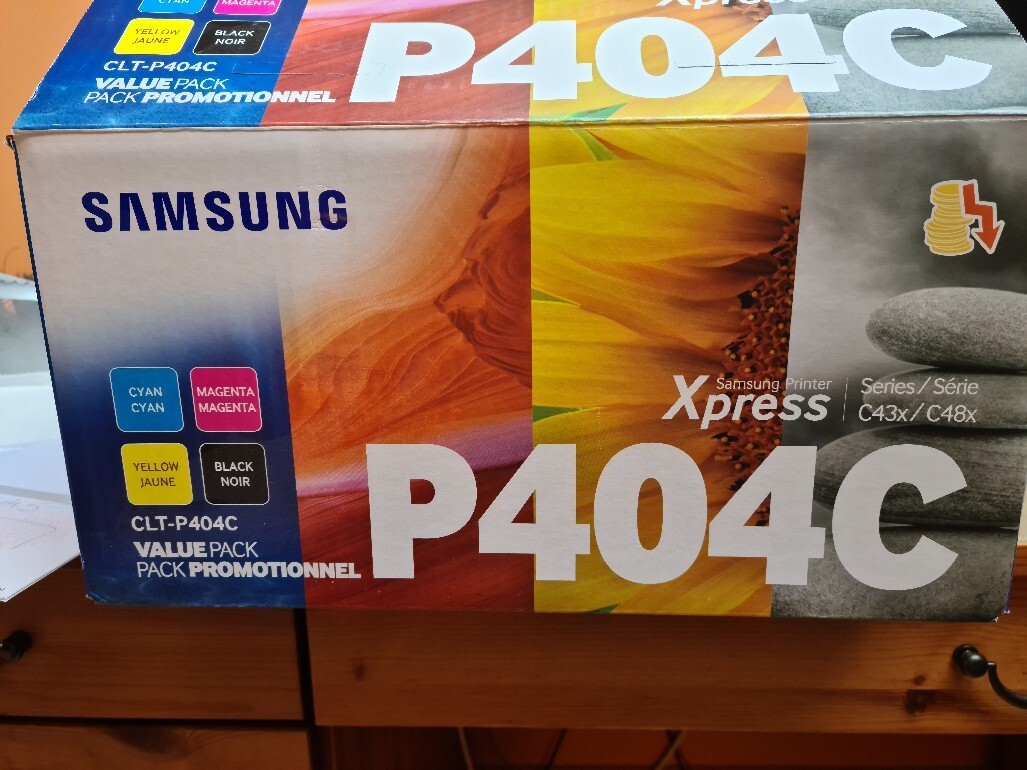 CYAN
MAGENTA
YELLOW
JAUNE
BLACK
NOIR
CLT-P404C
VALUE PACK
PACK PROMOTIONNEL
Xpress
P404C
SAMSUNG
CYAN
CYAN
MAGENTA
MAGENTA
YELLOW
JAUNE
BLACK
NOIR
CLT-P404C
VALUE PACK
PACK PROMOTIONNEL
Samsung Printer
Xpress
Series / Série
C43x / C48x
P404C